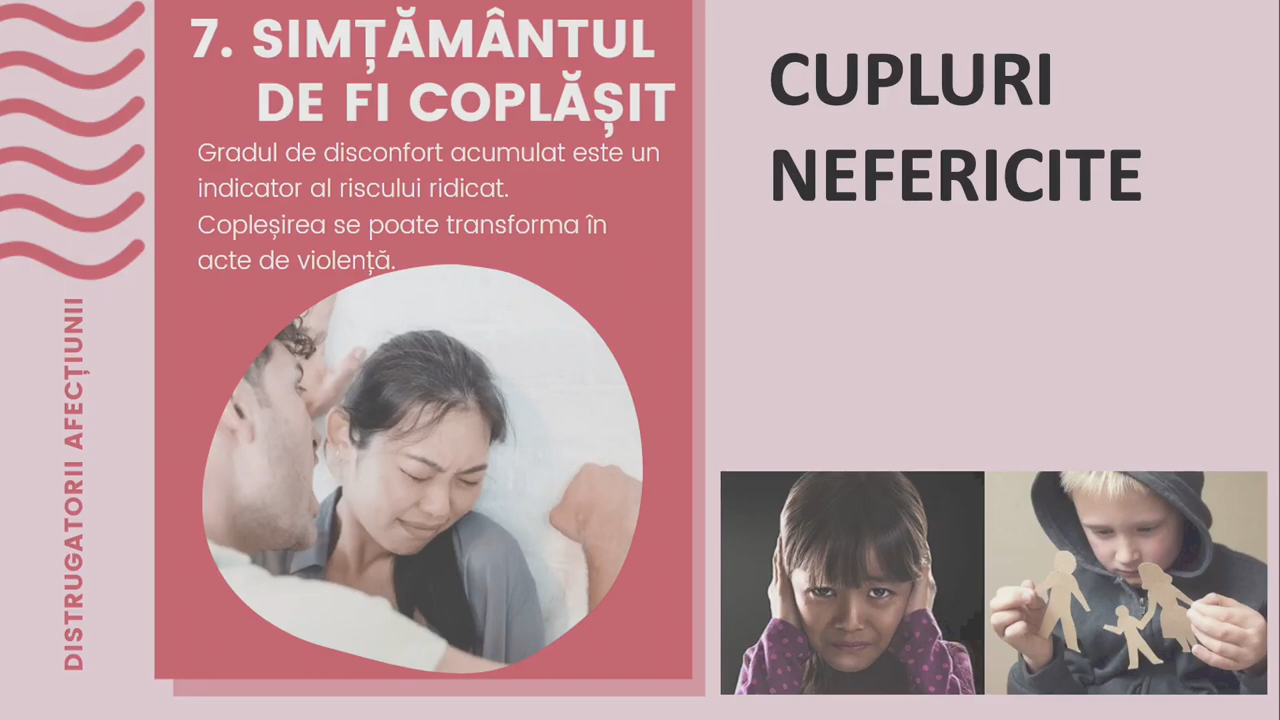 7. SIMȚĂMÂNTUL
DE FI COPLĂȘIT
Gradul de disconfort acumulat este un
indicator al riscului ridicat.
Copleșirea se poate transforma în
acte de violență.
DISTRUGATORII AFECȚIUNII
CUPLURI
NEFERICITE